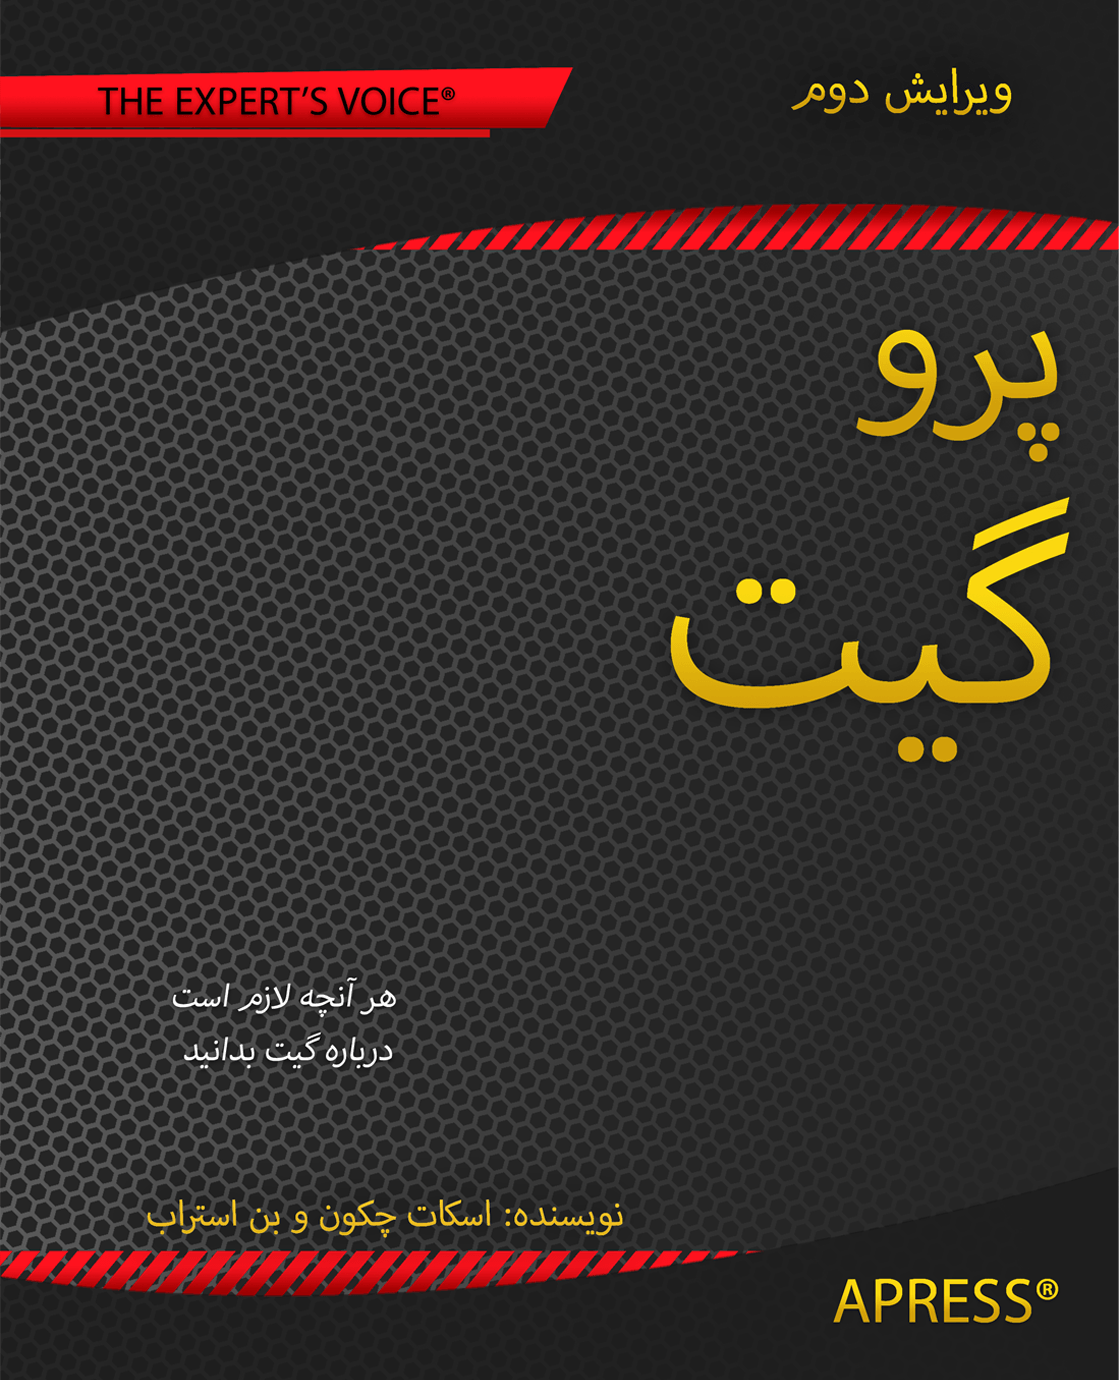 THE EXPERT’S VOICE®
ویرایش دوم
پرو
گیت
هر آنچه لازم است
درباره گیت بدانید
نویسنده: اسکات چکون و بن استراب
APRESS®